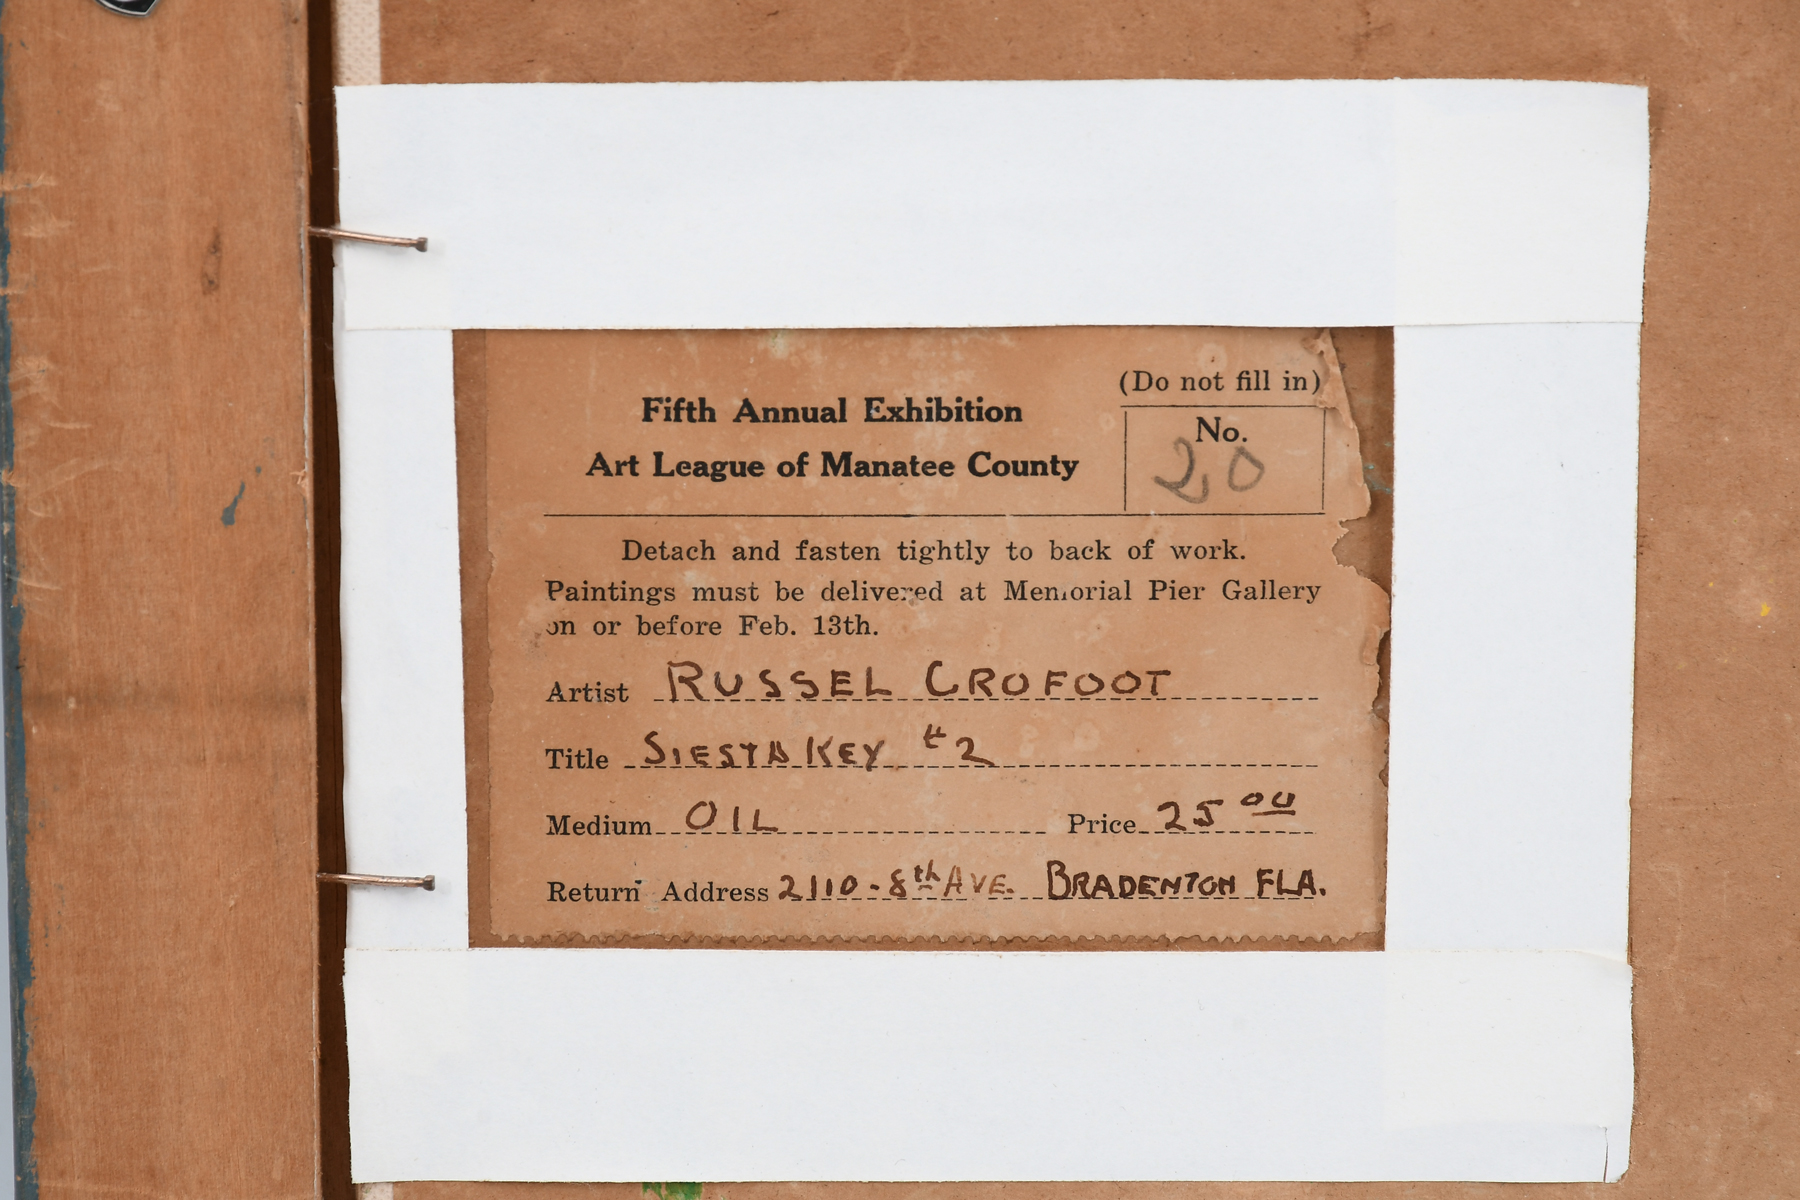 (Do not fill in)
Fifth Annual Exhibition
Art League of Manatee County
No.
20
Detach and fasten tightly to back of work.
Paintings must be delivered at Memorial Pier Gallery
on or before Feb. 13th.
Artist RUSSEL CROFOOT
Title SIESTA KEY #2
Medium OIL Price 25 00
Return Address 2110-8th AVE. BRADENTON FLA.